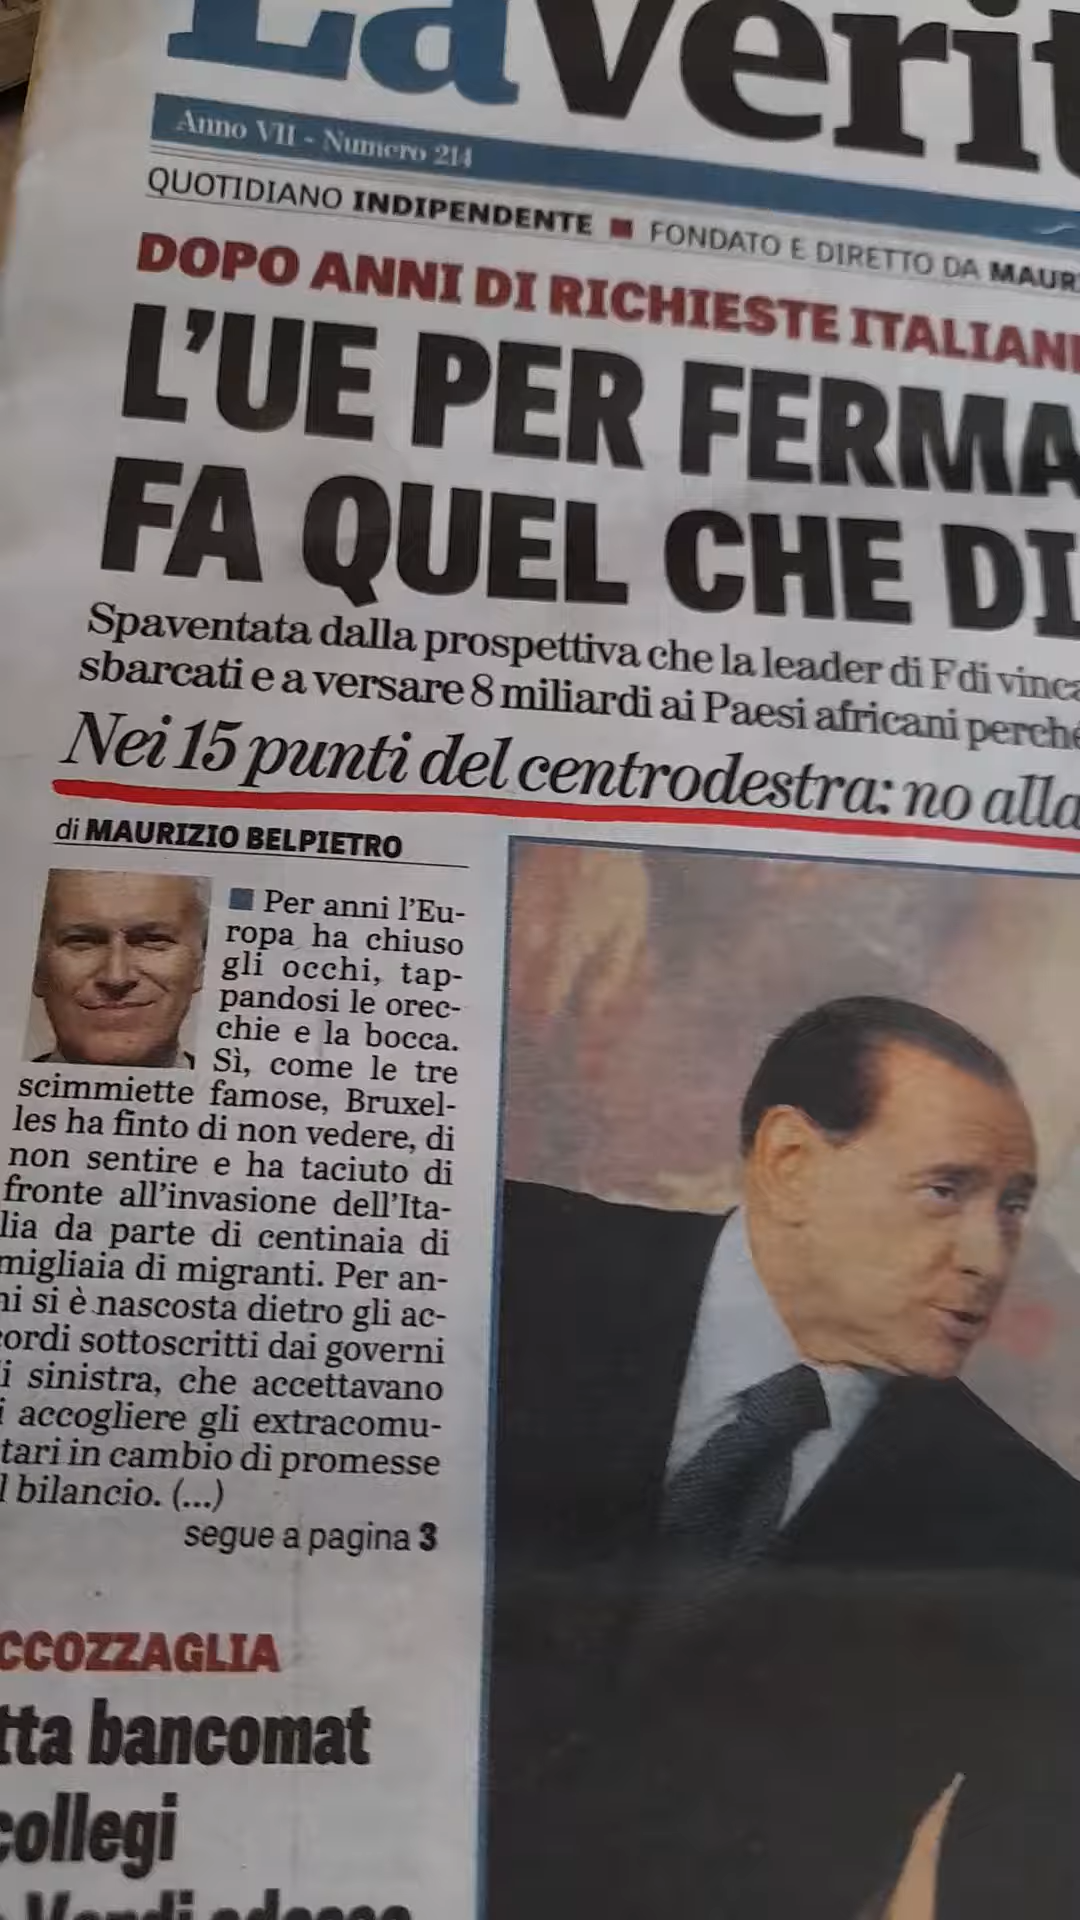 LaVerit
Anno VII - Numero 214
QUOTIDIANO INDIPENDENTE ■ FONDATO E DIRETTO DA MAUR
DOPO ANNI DI RICHIESTE ITALIAN
L'UE PER FERMA
FA QUEL CHE DI
Spaventata dalla prospettiva che la leader di Fdi vinca
sbarcati e a versare 8 miliardi ai Paesi africani perché
Nei 15 punti del centrodestra: no alla
di MAURIZIO BELPIETRO
■ Per anni l'Eu-
ropa ha chiuso
gli occhi, tap-
pandosi le orec-
chie e la bocca.
Sì, come le tre
scimmiette famose, Bruxel-
les ha finto di non vedere, di
non sentire e ha taciuto di
fronte all'invasione dell'Ita-
lia da parte di centinaia di
migliaia di migranti. Per an-
ni si è nascosta dietro gli ac-
cordi sottoscritti dai governi
di sinistra, che accettavano
i accogliere gli extracomu-
tari in cambio di promesse
l bilancio. (...)
segue a pagina 3
CCOZZAGLIA
tta bancomat
collegi
Verdi adesso